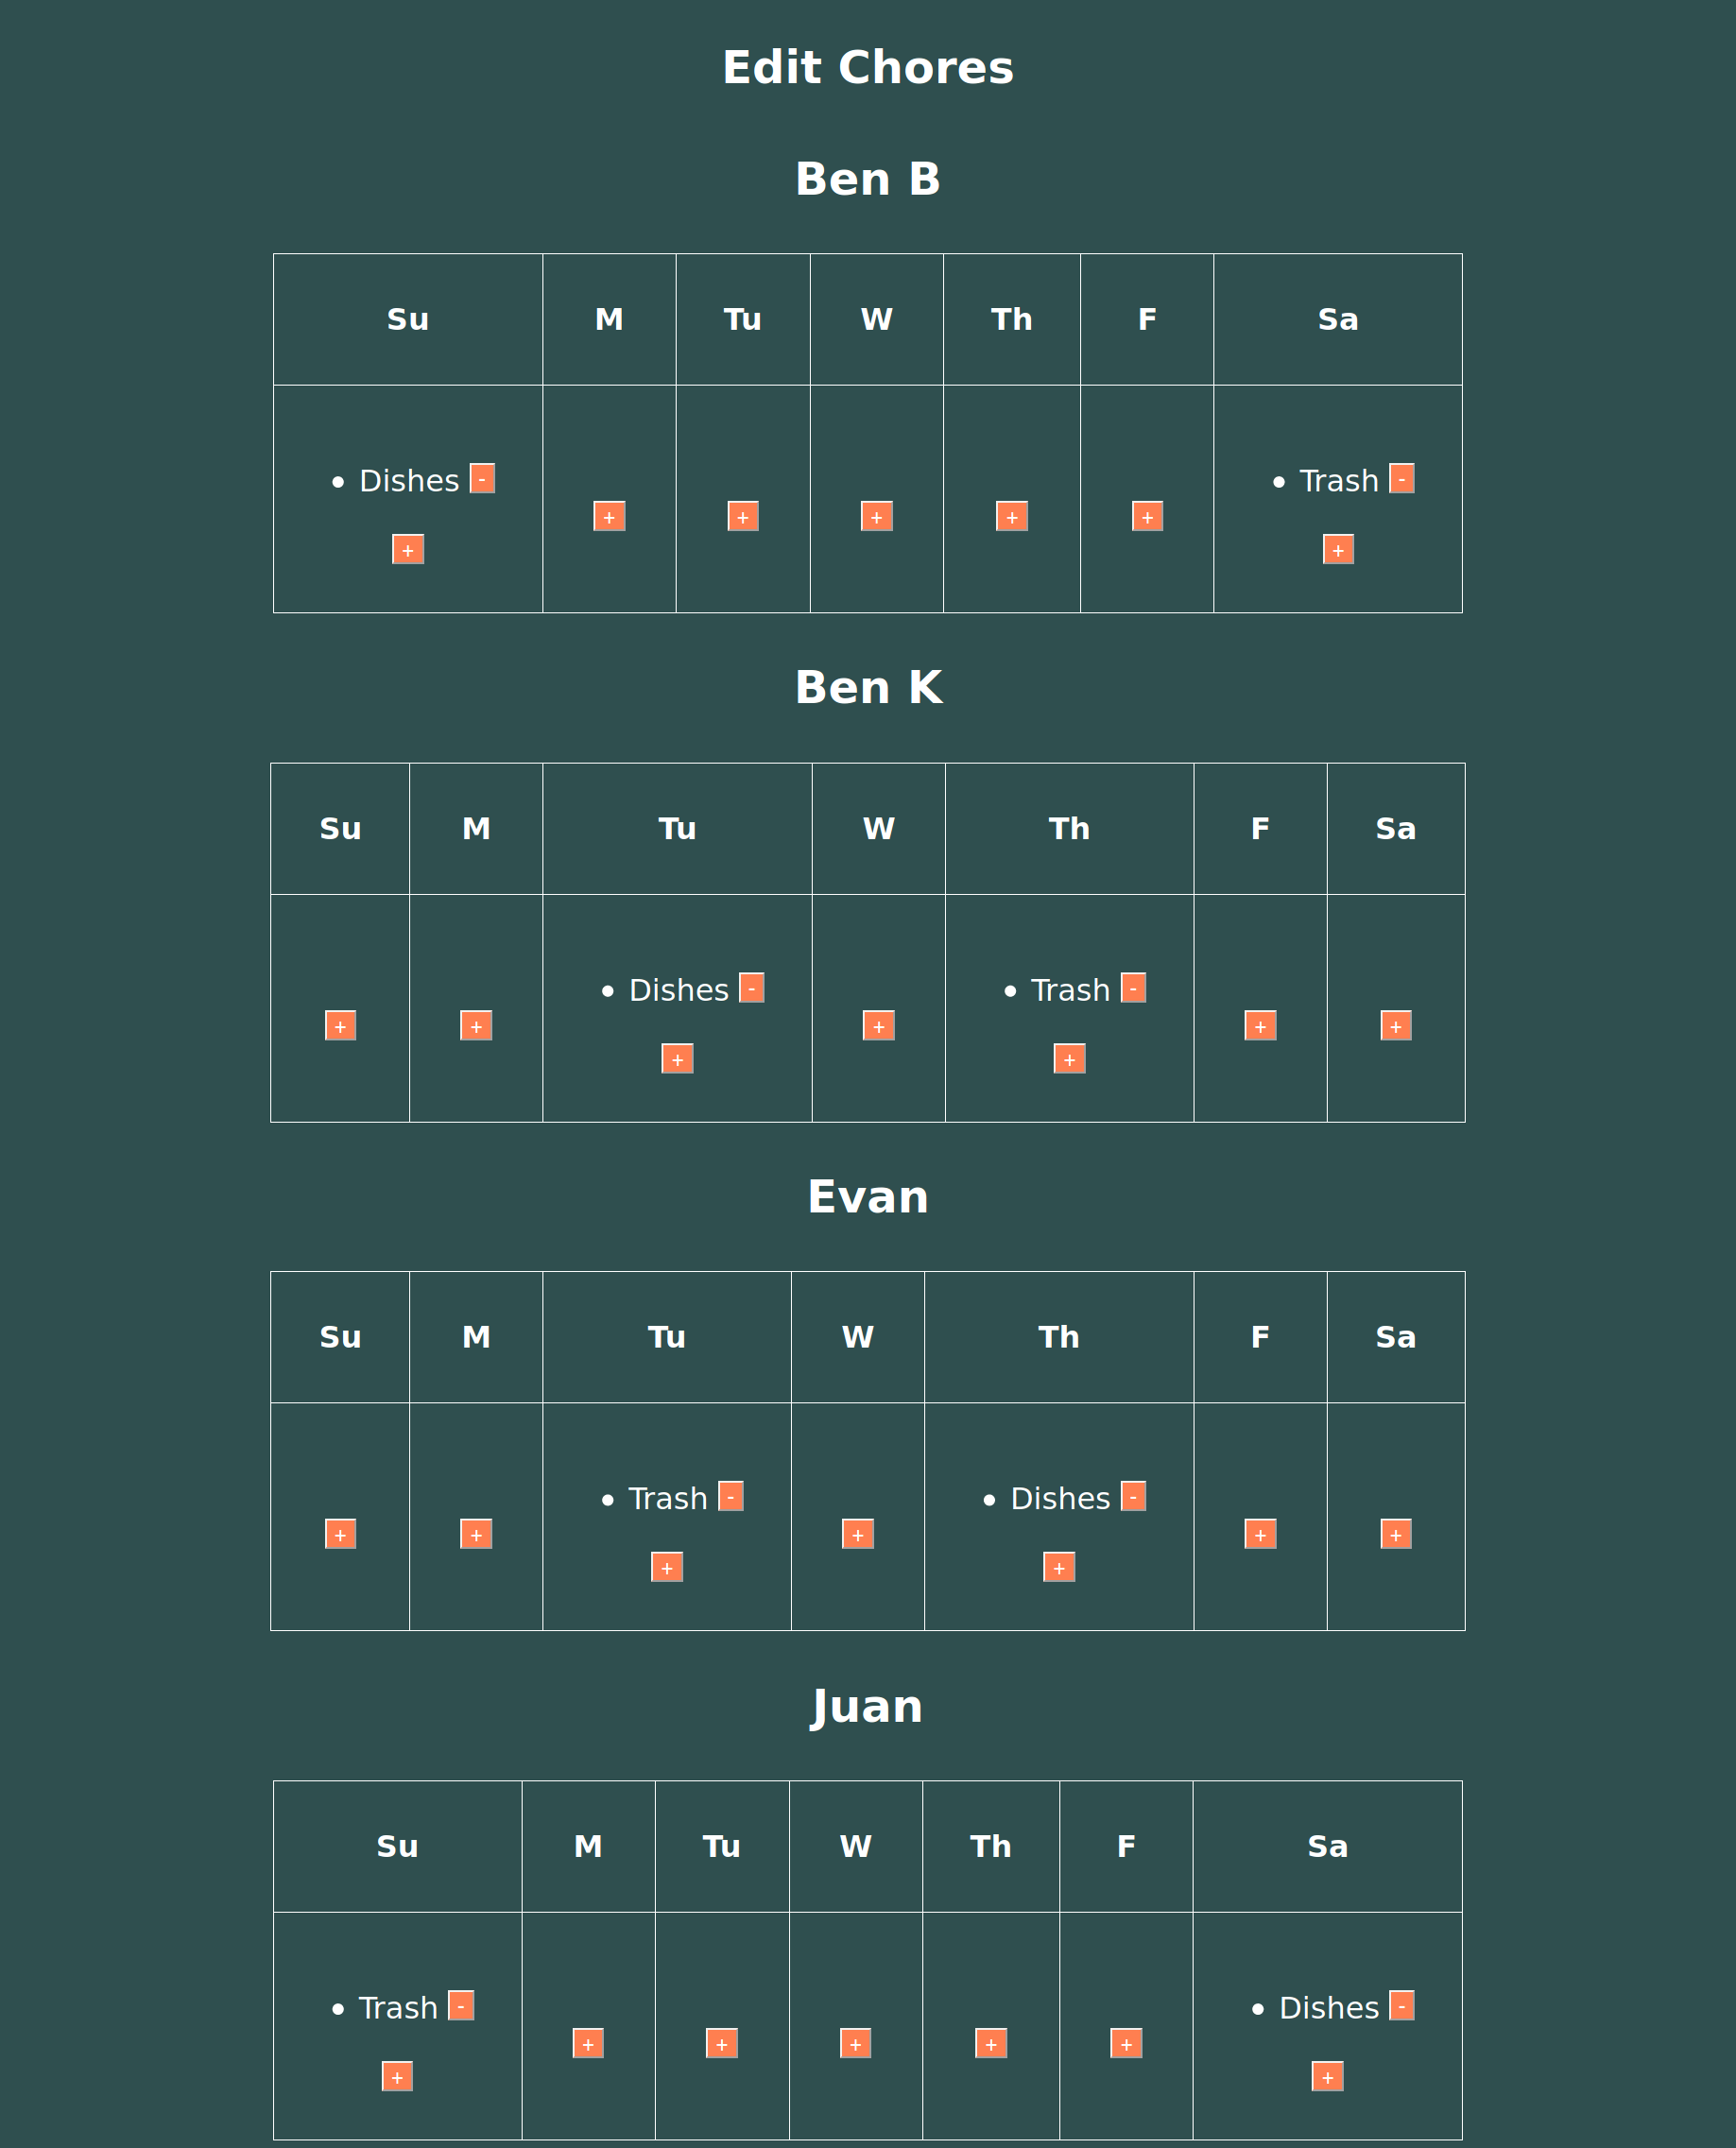 Edit Chores
Ben B
Su M Tu W Th F Sa
• Dishes - + + + + + • Trash -
+ +
Ben K
Su M Tu W Th F Sa
• Dishes - • Trash -
+ + + + +
+ +
Evan
Su M Tu W Th F Sa
• Trash - • Dishes -
+ + + + +
+ +
Juan
Su M Tu W Th F Sa
• Trash - • Dishes -
+ + + + +
+ +